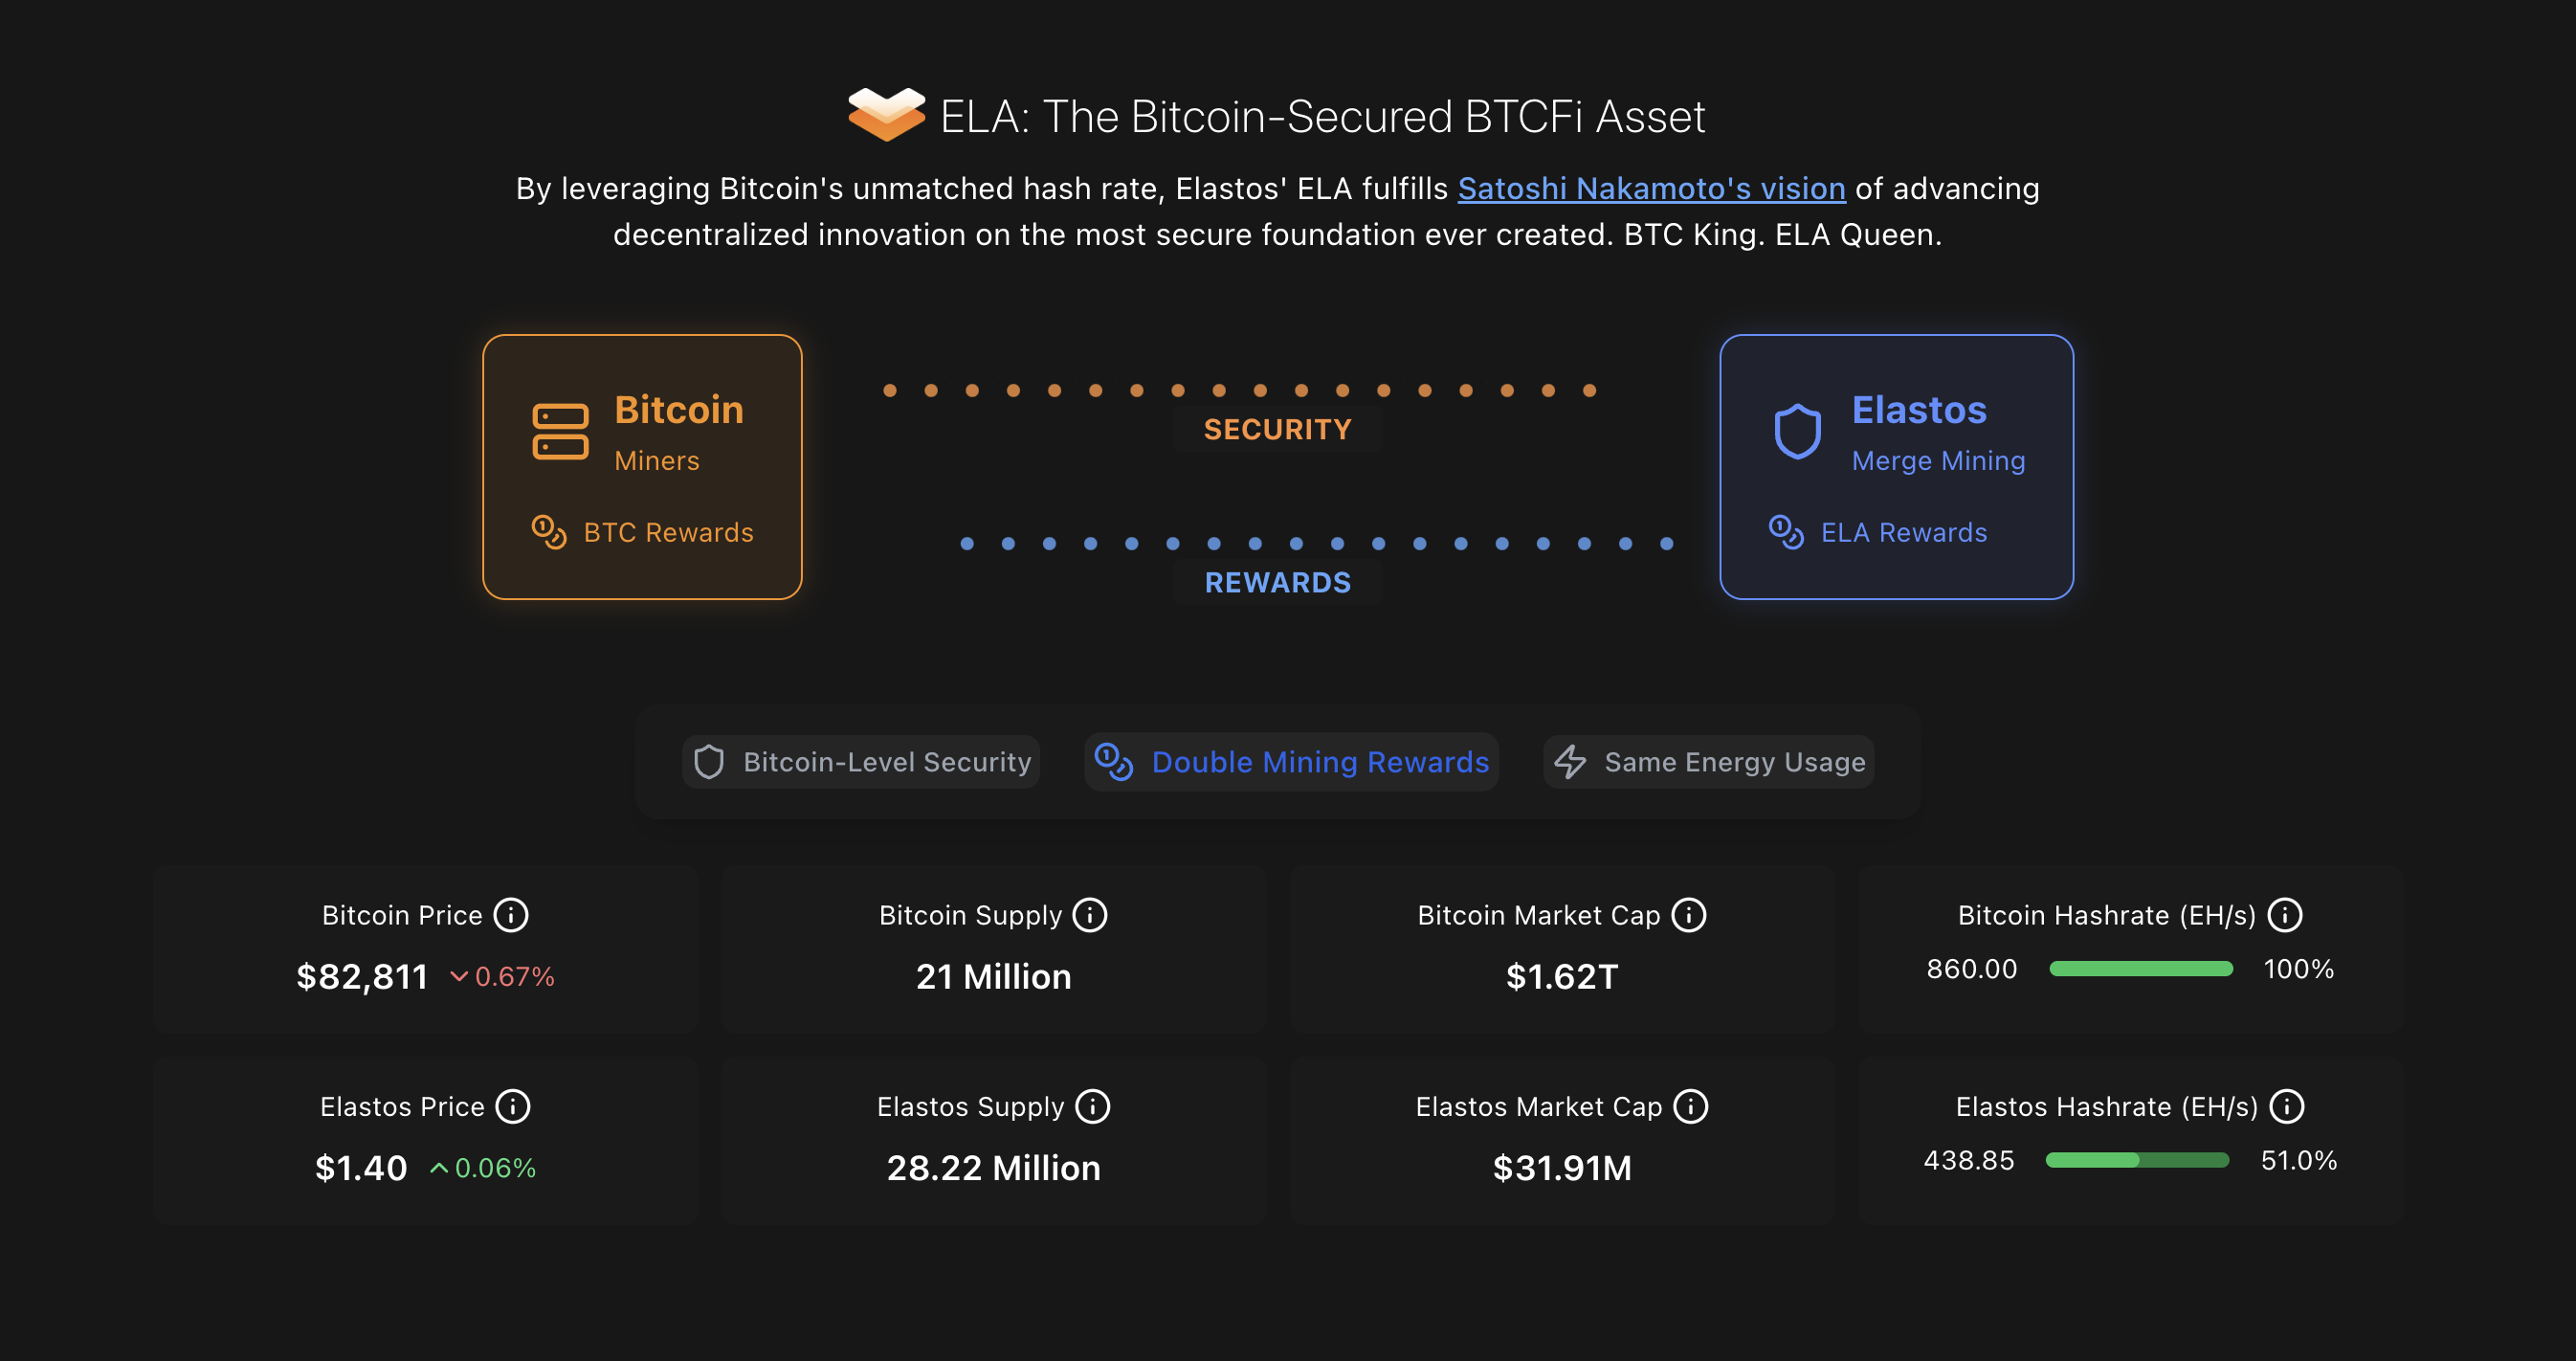 ELA: The Bitcoin-Secured BTCFi Asset
By leveraging Bitcoin's unmatched hash rate, Elastos' ELA fulfills Satoshi Nakamoto's vision of advancing
decentralized innovation on the most secure foundation ever created. BTC King. ELA Queen.
Bitcoin
Miners
BTC Rewards
SECURITY
REWARDS
Elastos
Merge Mining
ELA Rewards
Bitcoin-Level Security
Double Mining Rewards
Same Energy Usage
Bitcoin Price
$82,811 0.67%
Bitcoin Supply
21 Million
Bitcoin Market Cap
$1.62T
Bitcoin Hashrate (EH/s)
860.00 100%
Elastos Price
$1.40 0.06%
Elastos Supply
28.22 Million
Elastos Market Cap
$31.91M
Elastos Hashrate (EH/s)
438.85 51.0%